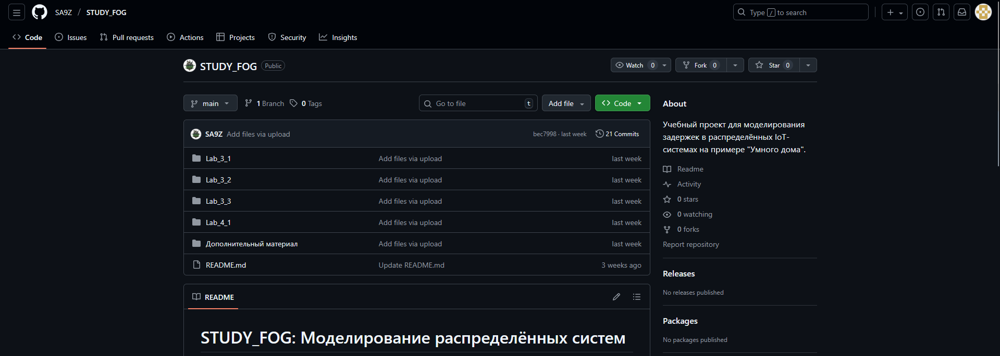 SA9Z / STUDY_FOG
Type / to search
Code Issues Pull requests Actions Projects Security Insights
STUDY_FOG Public
Watch 0 Fork 0 Star 0
main 1 Branch 0 Tags Go to file t Add file Code
SA9Z Add files via upload bec7998 · last week 21 Commits
Lab_3_1 Add files via upload last week
Lab_3_2 Add files via upload last week
Lab_3_3 Add files via upload last week
Lab_4_1 Add files via upload last week
Дополнительный материал Add files via upload last week
README.md Update README.md 3 weeks ago
README
STUDY_FOG: Моделирование распределённых систем
About
Учебный проект для моделирования
задержек в распределённых IoT-
системах на примере "Умного дома".
Readme
Activity
0 stars
0 watching
0 forks
Report repository
Releases
No releases published
Packages
No packages published